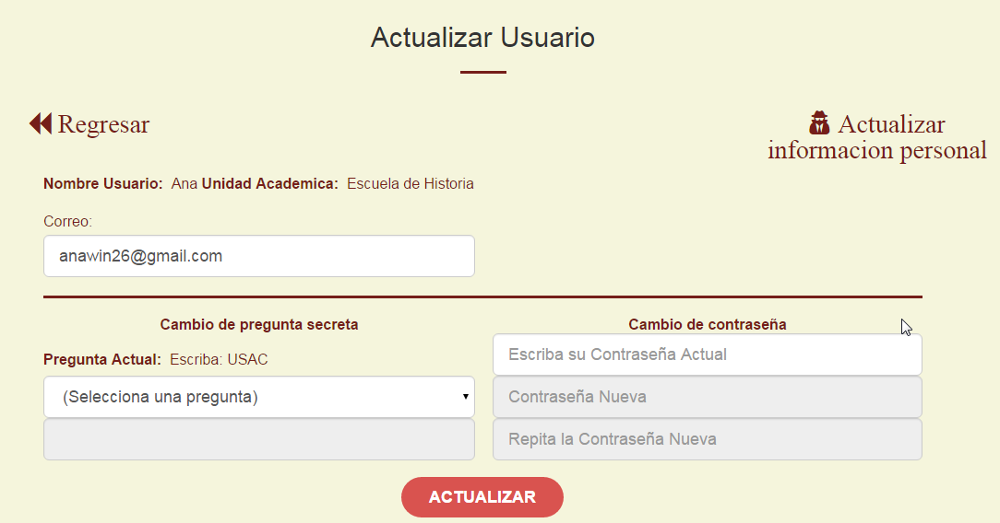 Actualizar Usuario
Regresar
Actualizar
informacion personal
Nombre Usuario: Ana Unidad Academica: Escuela de Historia
Correo:
anawin26@gmail.com
Cambio de pregunta secreta
Pregunta Actual: Escriba: USAC
(Selecciona una pregunta)
Cambio de contraseña
Escriba su Contraseña Actual
Contraseña Nueva
Repita la Contraseña Nueva
ACTUALIZAR